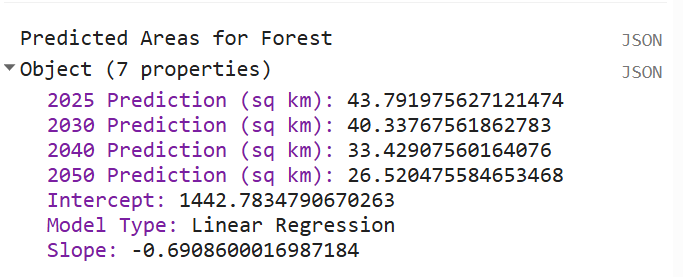 Predicted Areas for Forest JSON
Object (7 properties) JSON
2025 Prediction (sq km): 43.791975627121474
2030 Prediction (sq km): 40.33767561862783
2040 Prediction (sq km): 33.42907560164076
2050 Prediction (sq km): 26.520475584653468
Intercept: 1442.7834790670263
Model Type: Linear Regression
Slope: -0.6908600016987184